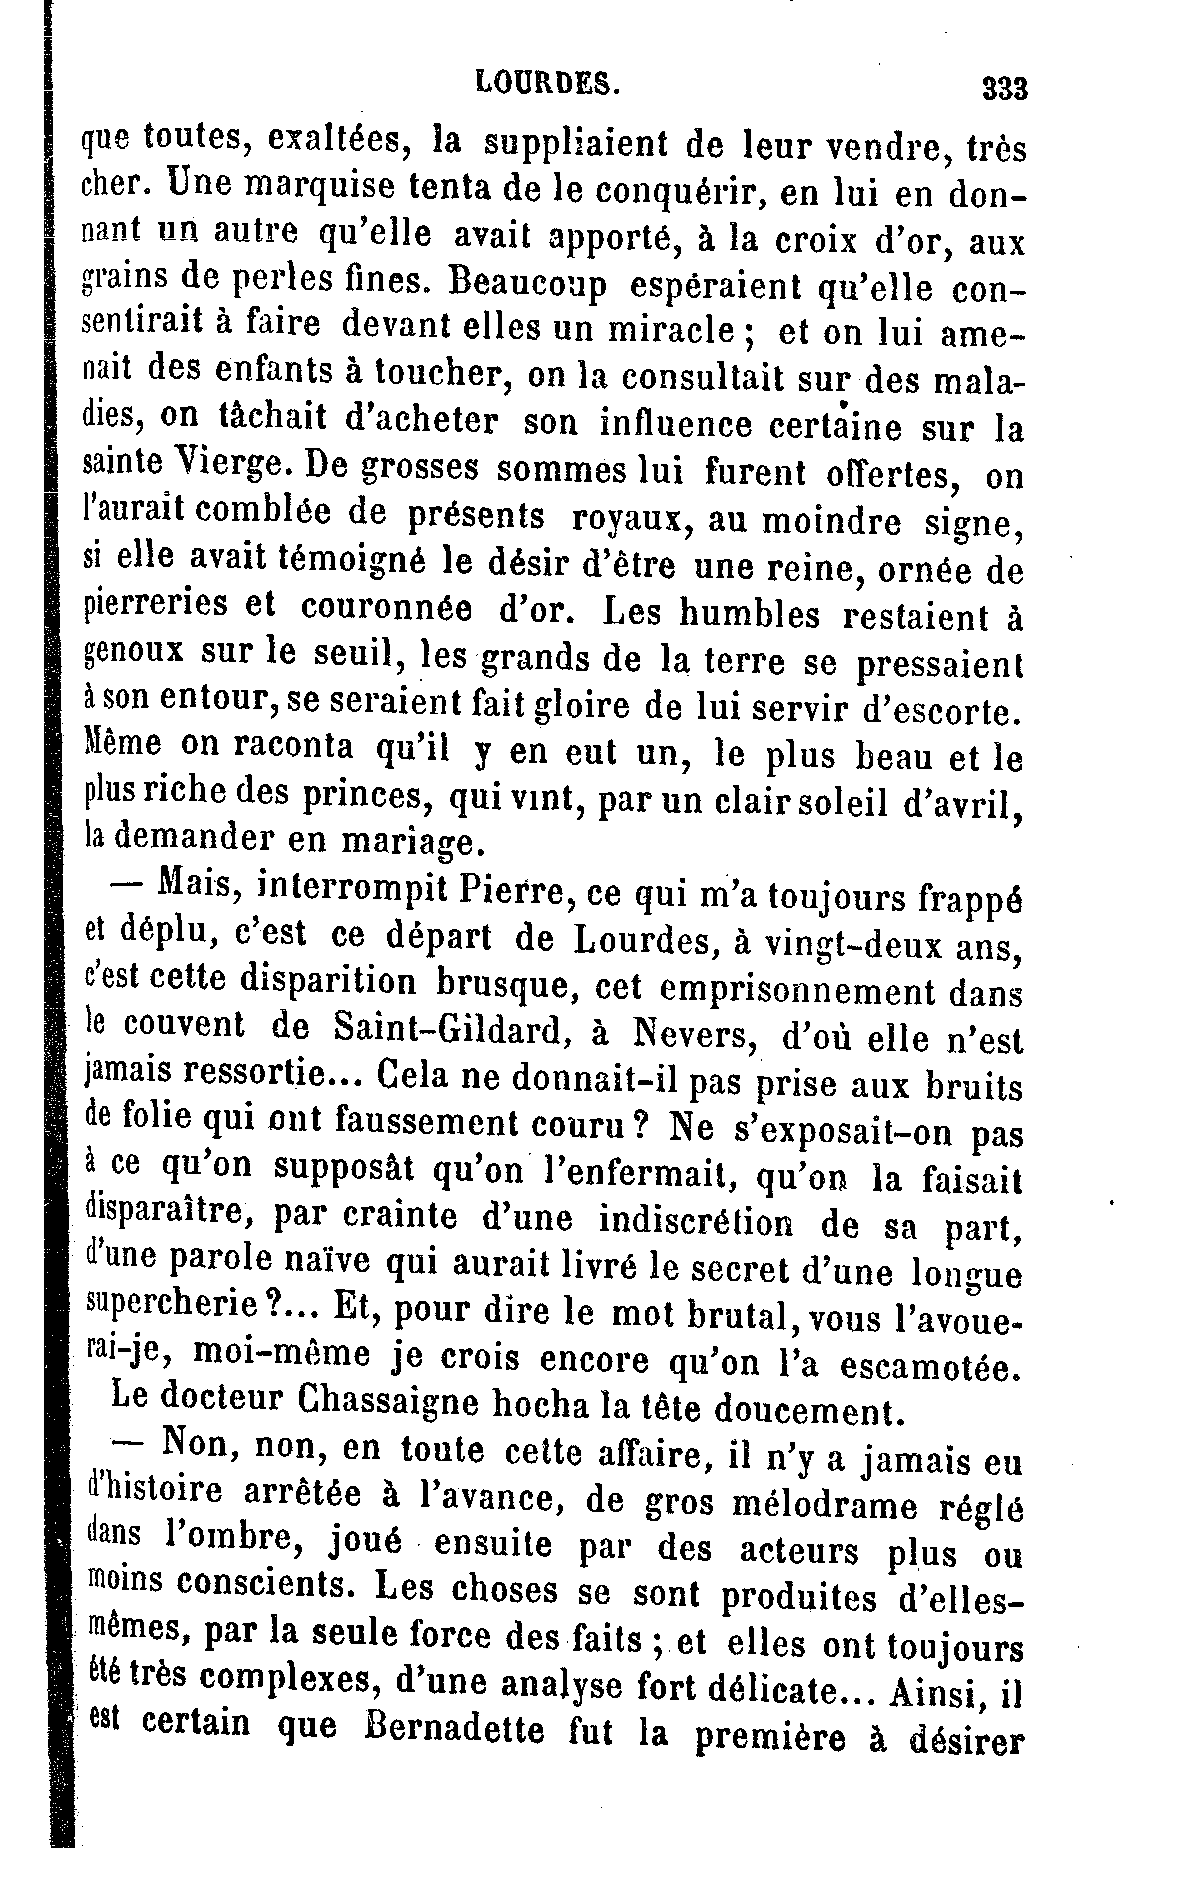 LOURDES. 333
que toutes, exaltées, la suppliaient de leur vendre, très
cher. Une marquise tenta de le conquérir, en lui en don-
nant un autre qu'elle avait apporté, à la croix d'or, aux
grains de perles fines. Beaucoup espéraient qu'elle con-
sentirait à faire devant elles un miracle ; et on lui ame-
nait des enfants à toucher, on la consultait sur des mala-
dies, on tâchait d'acheter son influence certaine sur la
sainte Vierge. De grosses sommes lui furent offertes, on
l'aurait comblée de présents royaux, au moindre signe,
si elle avait témoigné le désir d'être une reine, ornée de
pierreries et couronnée d'or. Les humbles restaient à
genoux sur le seuil, les grands de la terre se pressaient
à son entour, se seraient fait gloire de lui servir d'escorte.
Même on raconta qu'il y en eut un, le plus beau et le
plus riche des princes, qui vint, par un clair soleil d'avril,
la demander en mariage.
— Mais, interrompit Pierre, ce qui m'a toujours frappé
et déplu, c'est ce départ de Lourdes, à vingt-deux ans,
c'est cette disparition brusque, cet emprisonnement dans
le couvent de Saint-Gildard, à Nevers, d'où elle n'est
jamais ressortie... Cela ne donnait-il pas prise aux bruits
de folie qui ont faussement couru ? Ne s'exposait-on pas
à ce qu'on supposât qu'on l'enfermait, qu'on la faisait
disparaître, par crainte d'une indiscrétion de sa part,
d'une parole naïve qui aurait livré le secret d'une longue
supercherie ?... Et, pour dire le mot brutal, vous l'avoue-
rai-je, moi-même je crois encore qu'on l'a escamotée.
Le docteur Chassaigne hocha la tête doucement.
— Non, non, en toute cette affaire, il n'y a jamais eu
d'histoire arrêtée à l'avance, de gros mélodrame réglé
dans l'ombre, joué ensuite par des acteurs plus ou
moins conscients. Les choses se sont produites d'elles-
mêmes, par la seule force des faits ; et elles ont toujours
été très complexes, d'une analyse fort délicate... Ainsi, il
est certain que Bernadette fut la première à désirer